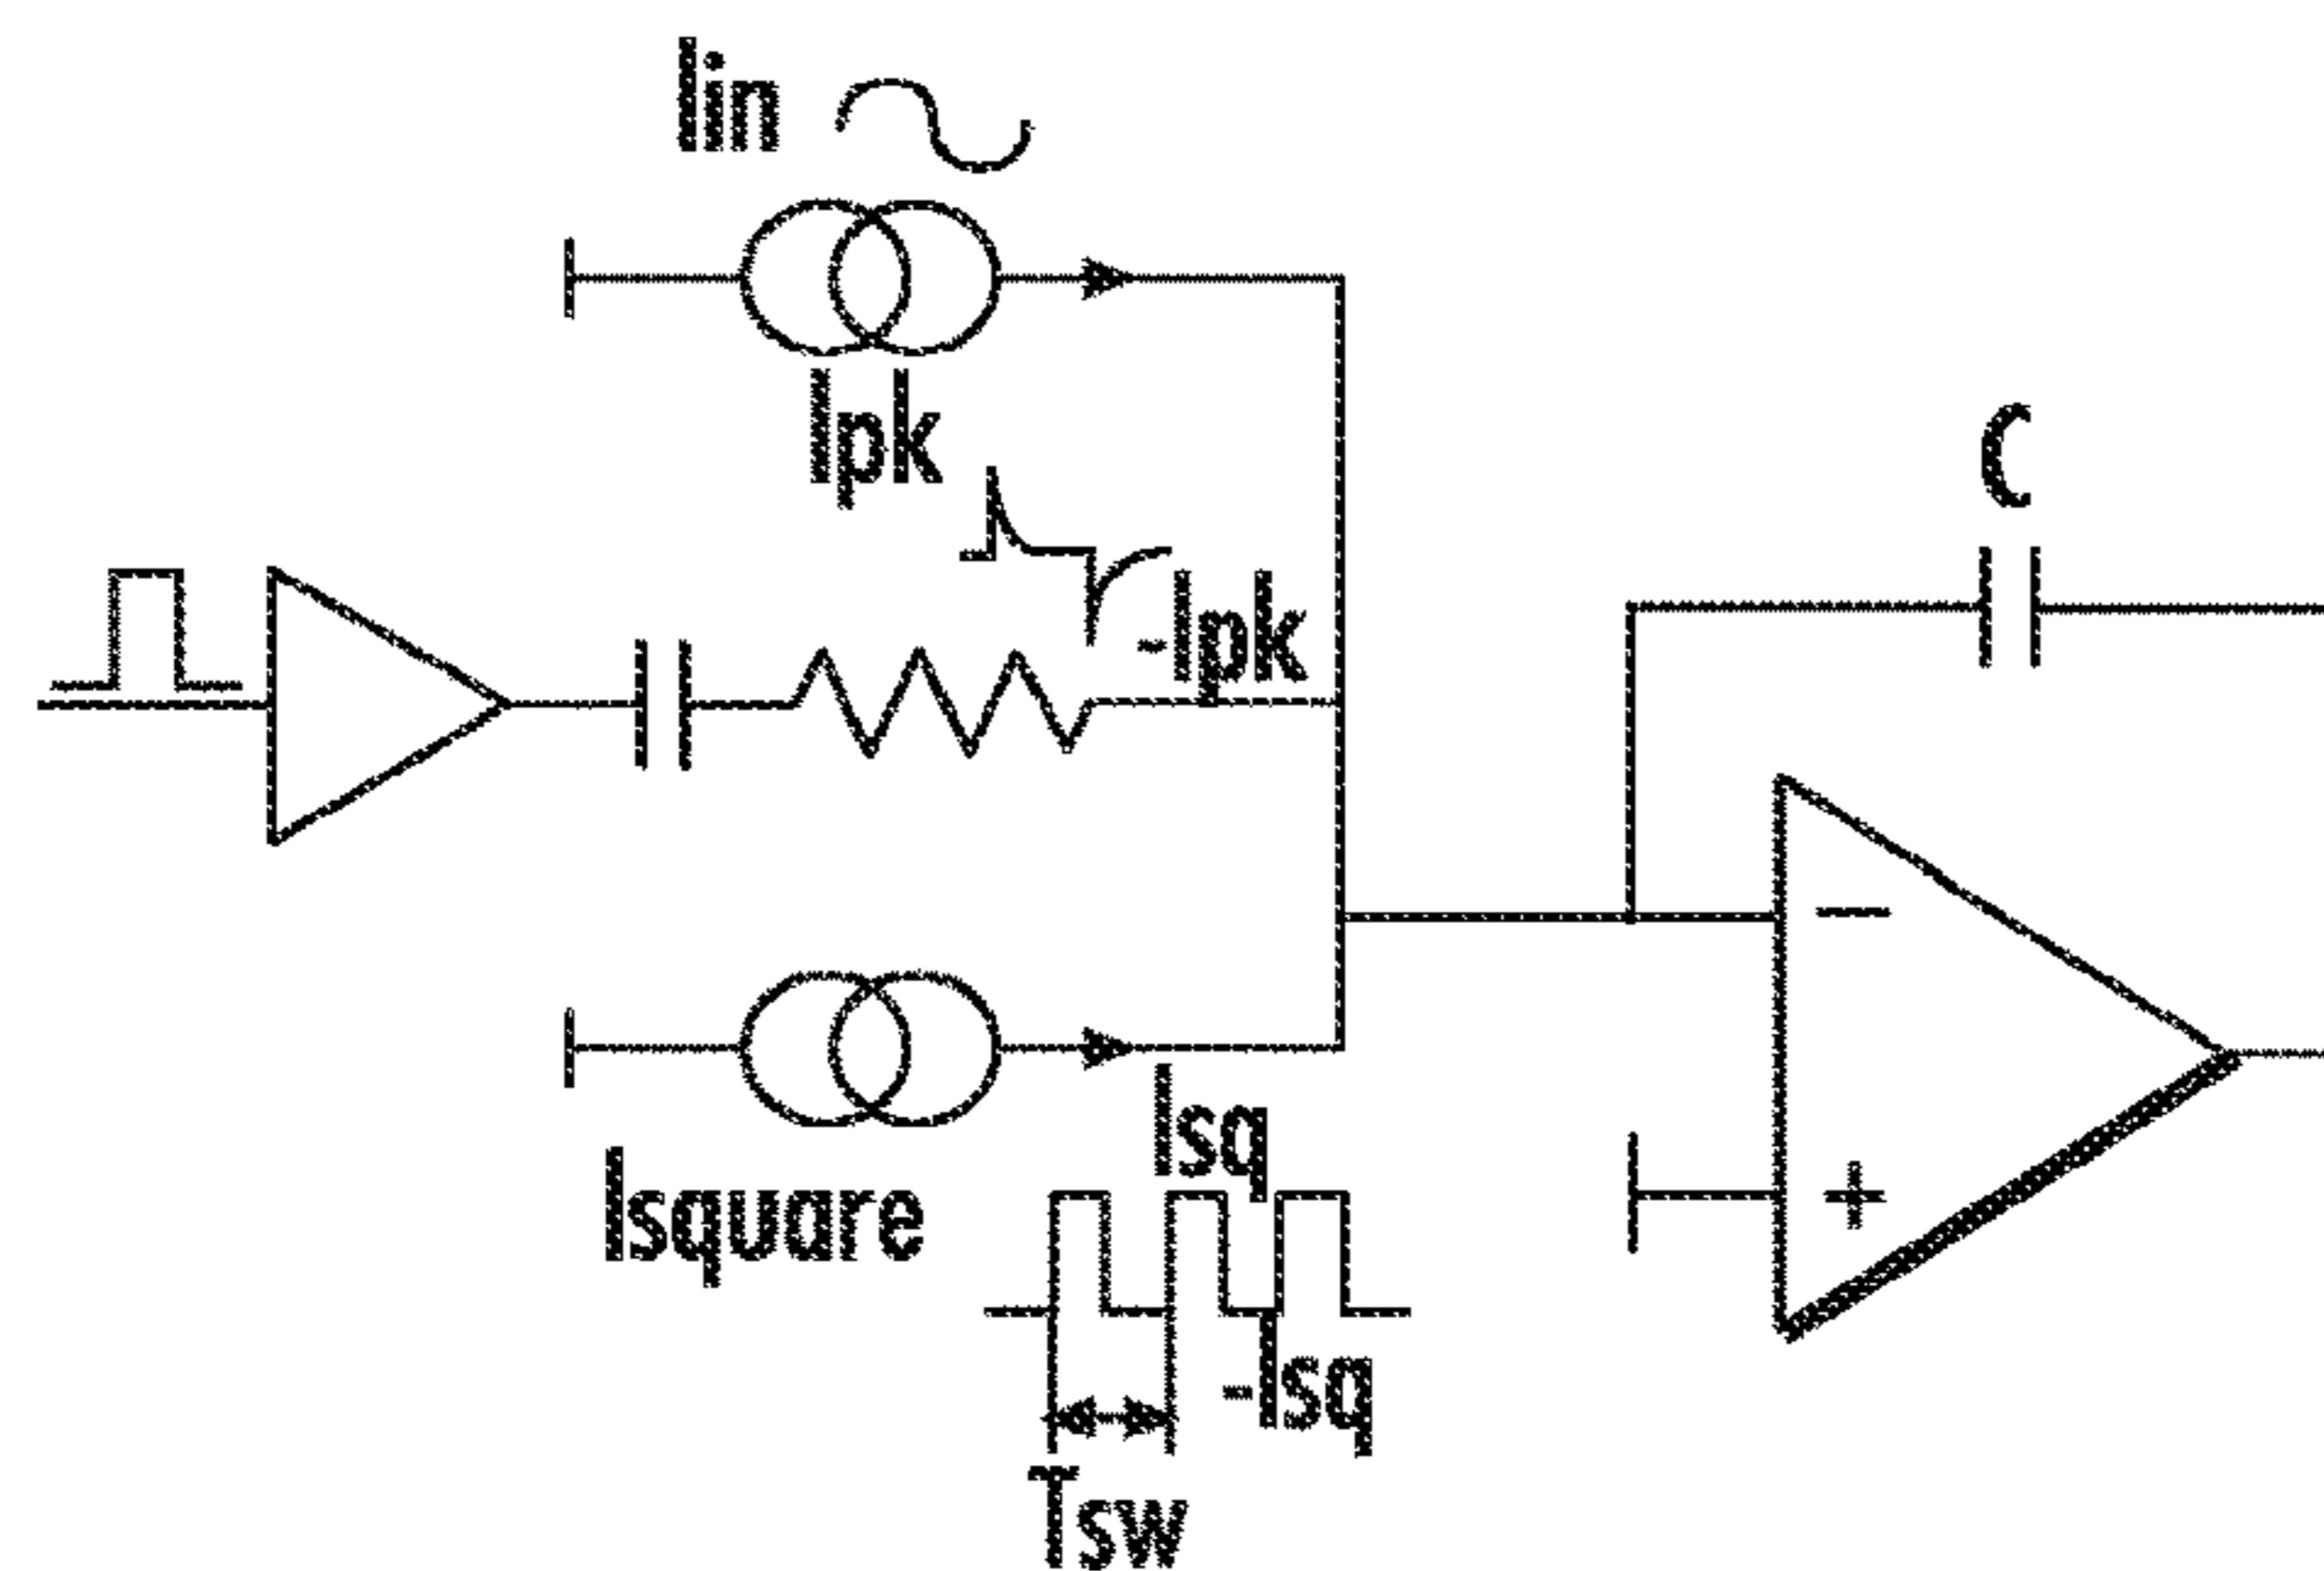 Iin
Ipk
C
-Ipk
−
Isq
Isquare
+
-Isq
Tsw